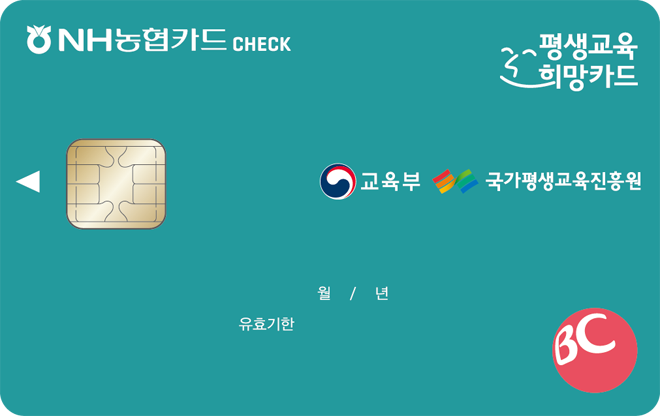 NH농협카드 CHECK
평생교육
희망카드
교육부 국가평생교육진흥원
월 / 년
유효기한
BC